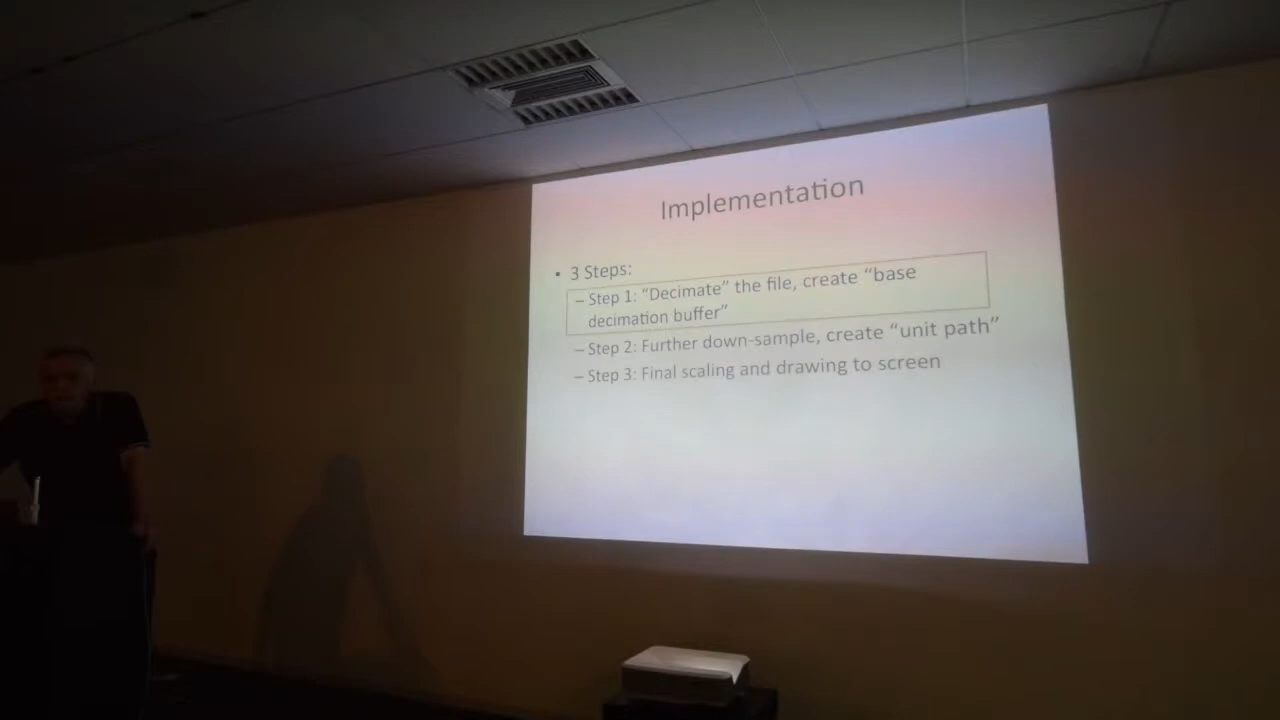 Implementation
▪ 3 Steps:
– Step 1: “Decimate” the file, create “base
decimation buffer”
– Step 2: Further down-sample, create “unit path”
– Step 3: Final scaling and drawing to screen